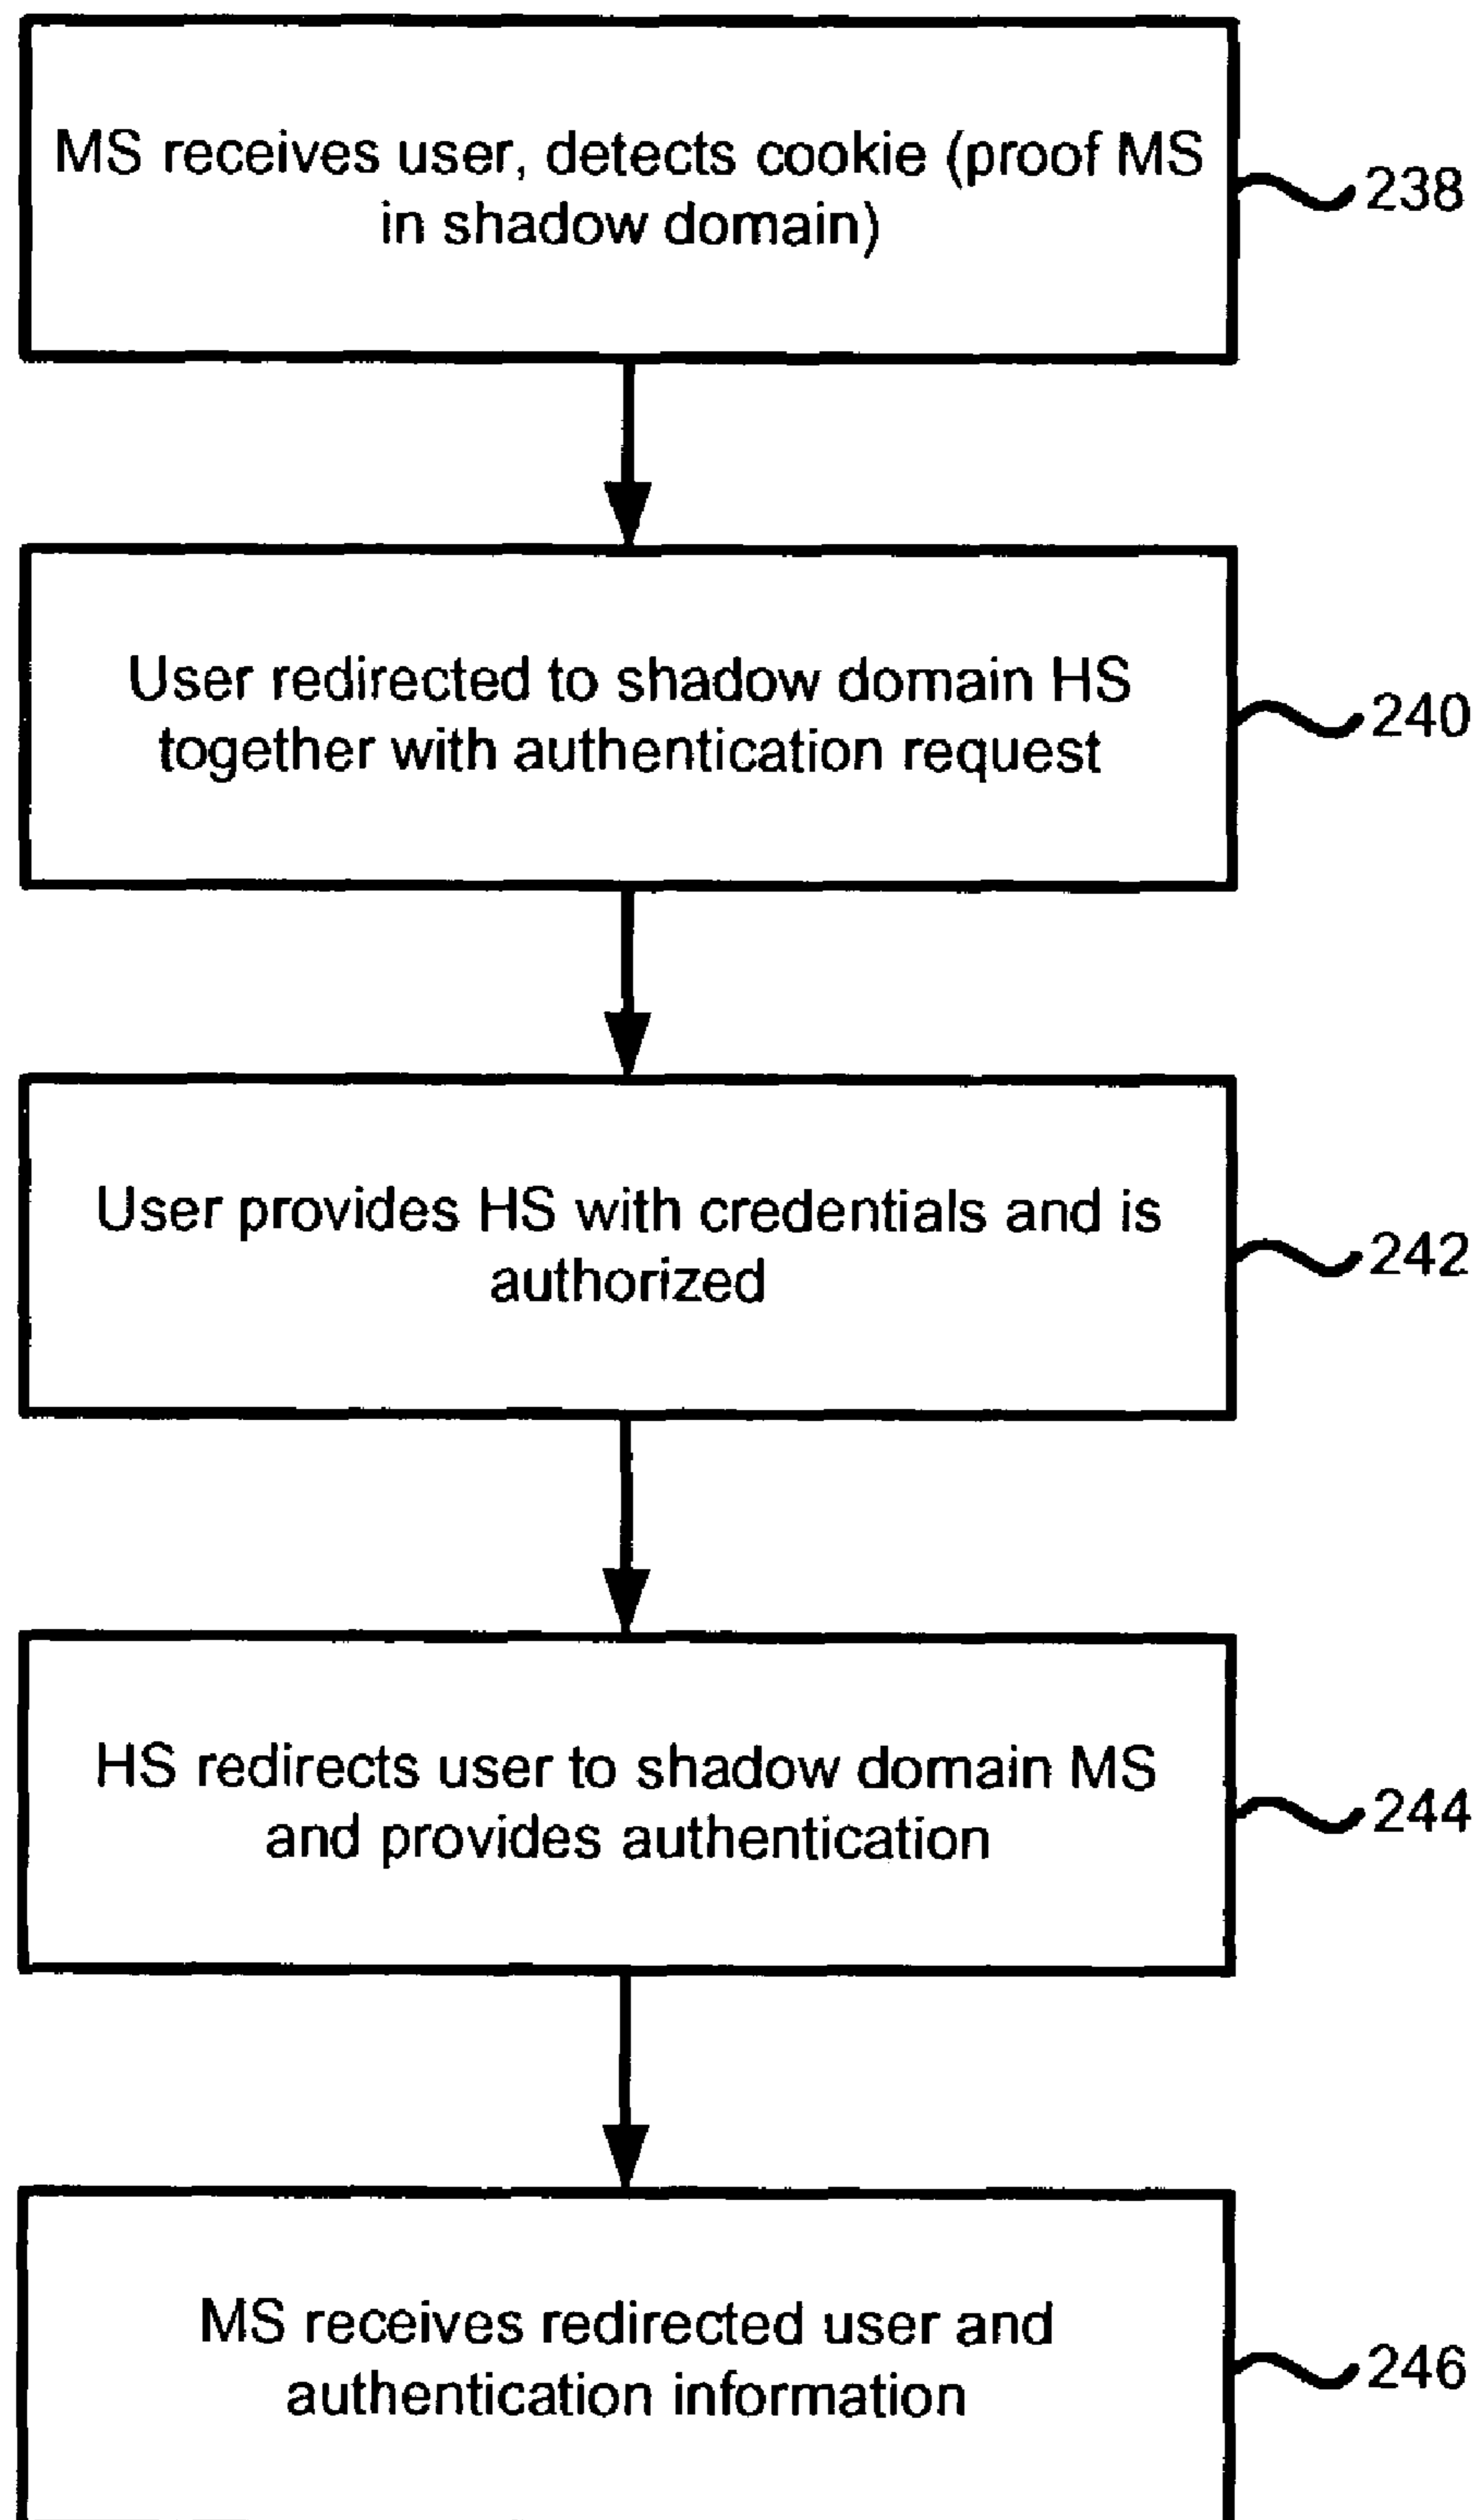 MS receives user, detects cookie (proof MS
in shadow domain)
238
User redirected to shadow domain HS
together with authentication request
240
User provides HS with credentials and is
authorized
242
HS redirects user to shadow domain MS
and provides authentication
244
MS receives redirected user and
authentication information
246